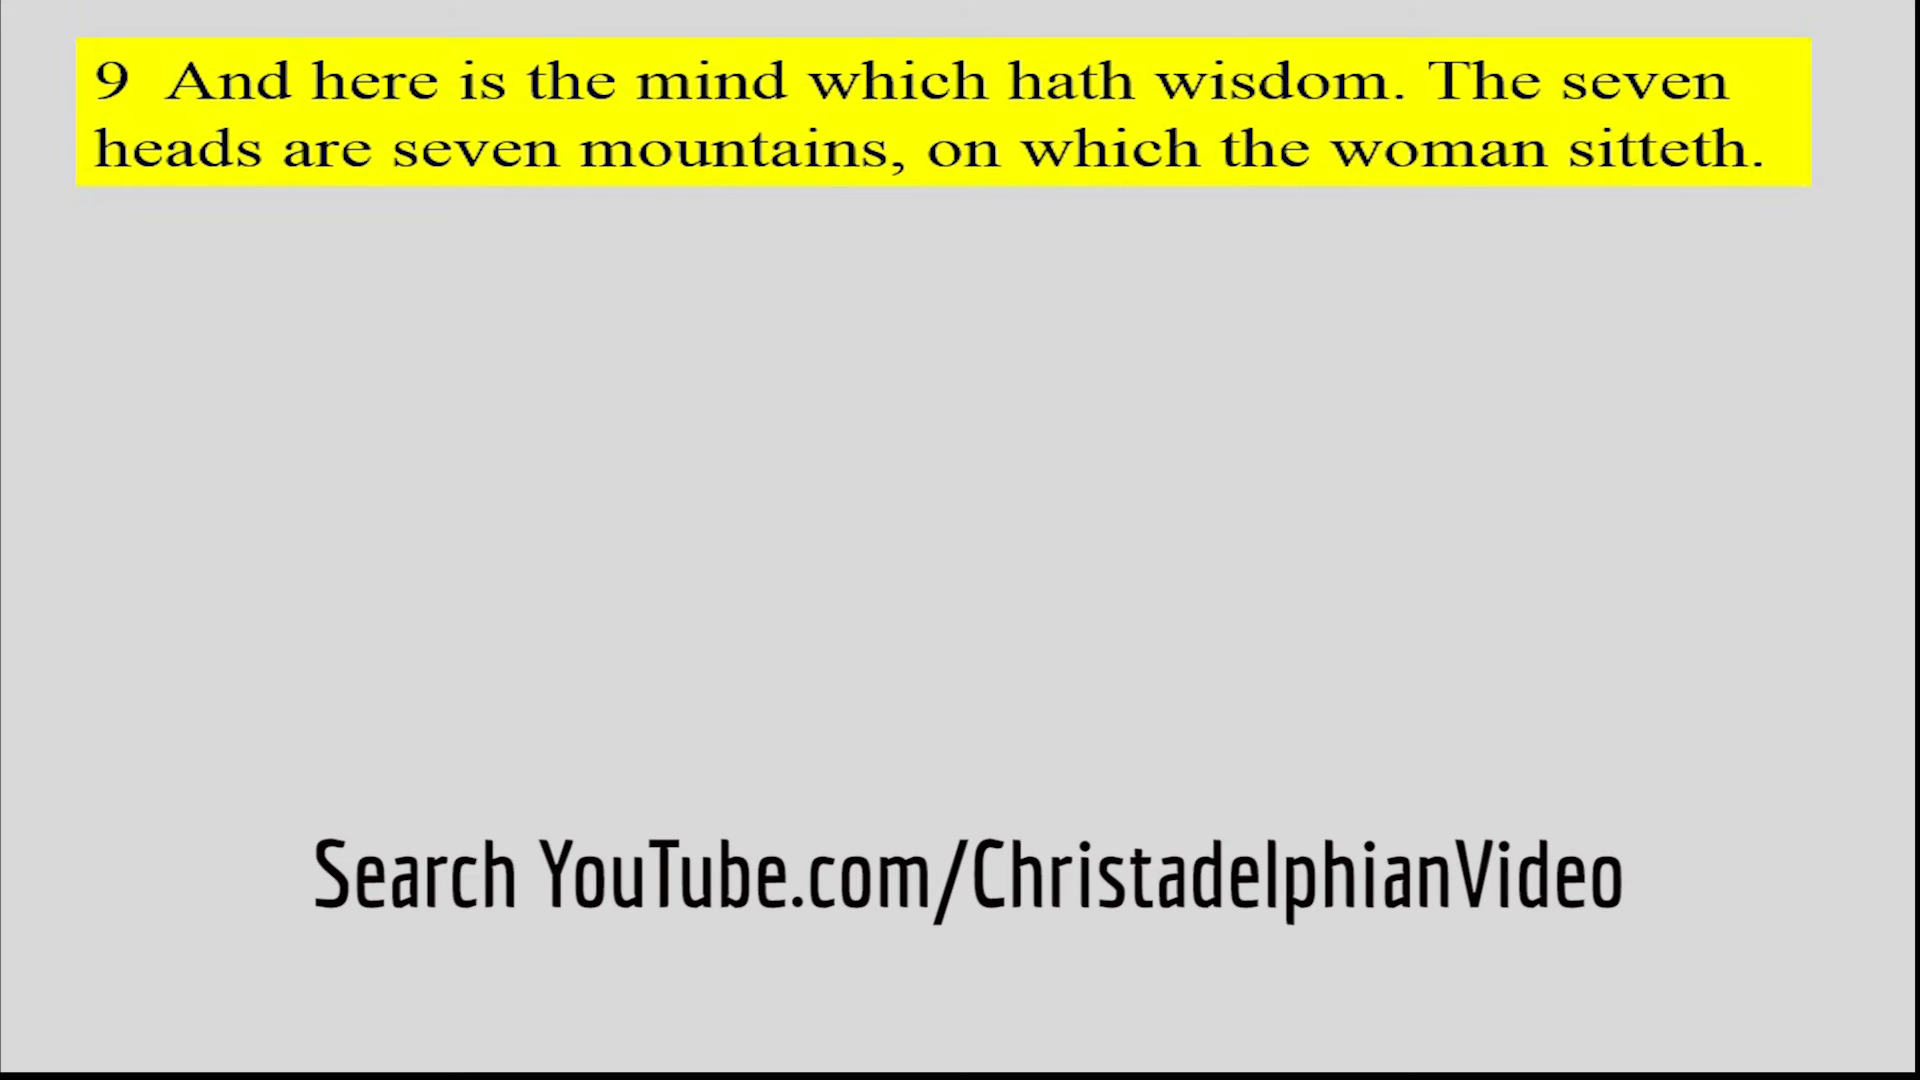 9 And here is the mind which hath wisdom. The seven
heads are seven mountains, on which the woman sitteth.
Search YouTube.com/ChristadelphianVideo